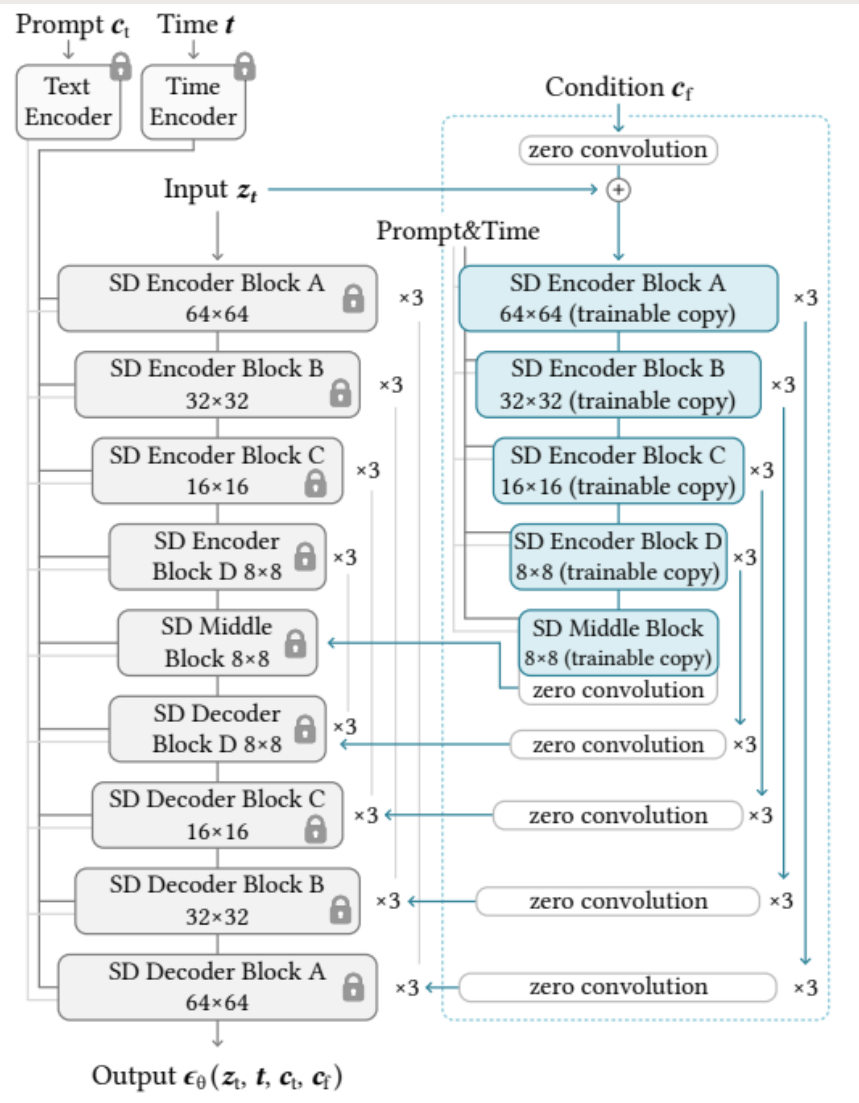 Prompt cₜ Time t
Text
Encoder
Time
Encoder
Condition c_f
zero convolution
Input zₜ
+
Prompt&Time
SD Encoder Block A
64×64
×3
SD Encoder Block A
64×64 (trainable copy)
×3
SD Encoder Block B
32×32
×3
SD Encoder Block B
32×32 (trainable copy)
×3
SD Encoder Block C
16×16
×3
SD Encoder Block C
16×16 (trainable copy)
×3
SD Encoder
Block D 8×8
×3
SD Encoder Block D
8×8 (trainable copy)
×3
SD Middle
Block 8×8
SD Middle Block
8×8 (trainable copy)
zero convolution
SD Decoder
Block D 8×8
×3
zero convolution
×3
SD Decoder Block C
16×16
×3
zero convolution
×3
SD Decoder Block B
32×32
×3
zero convolution
×3
SD Decoder Block A
64×64
×3
zero convolution
×3
Output ϵ_θ(zₜ, t, cₜ, c_f)